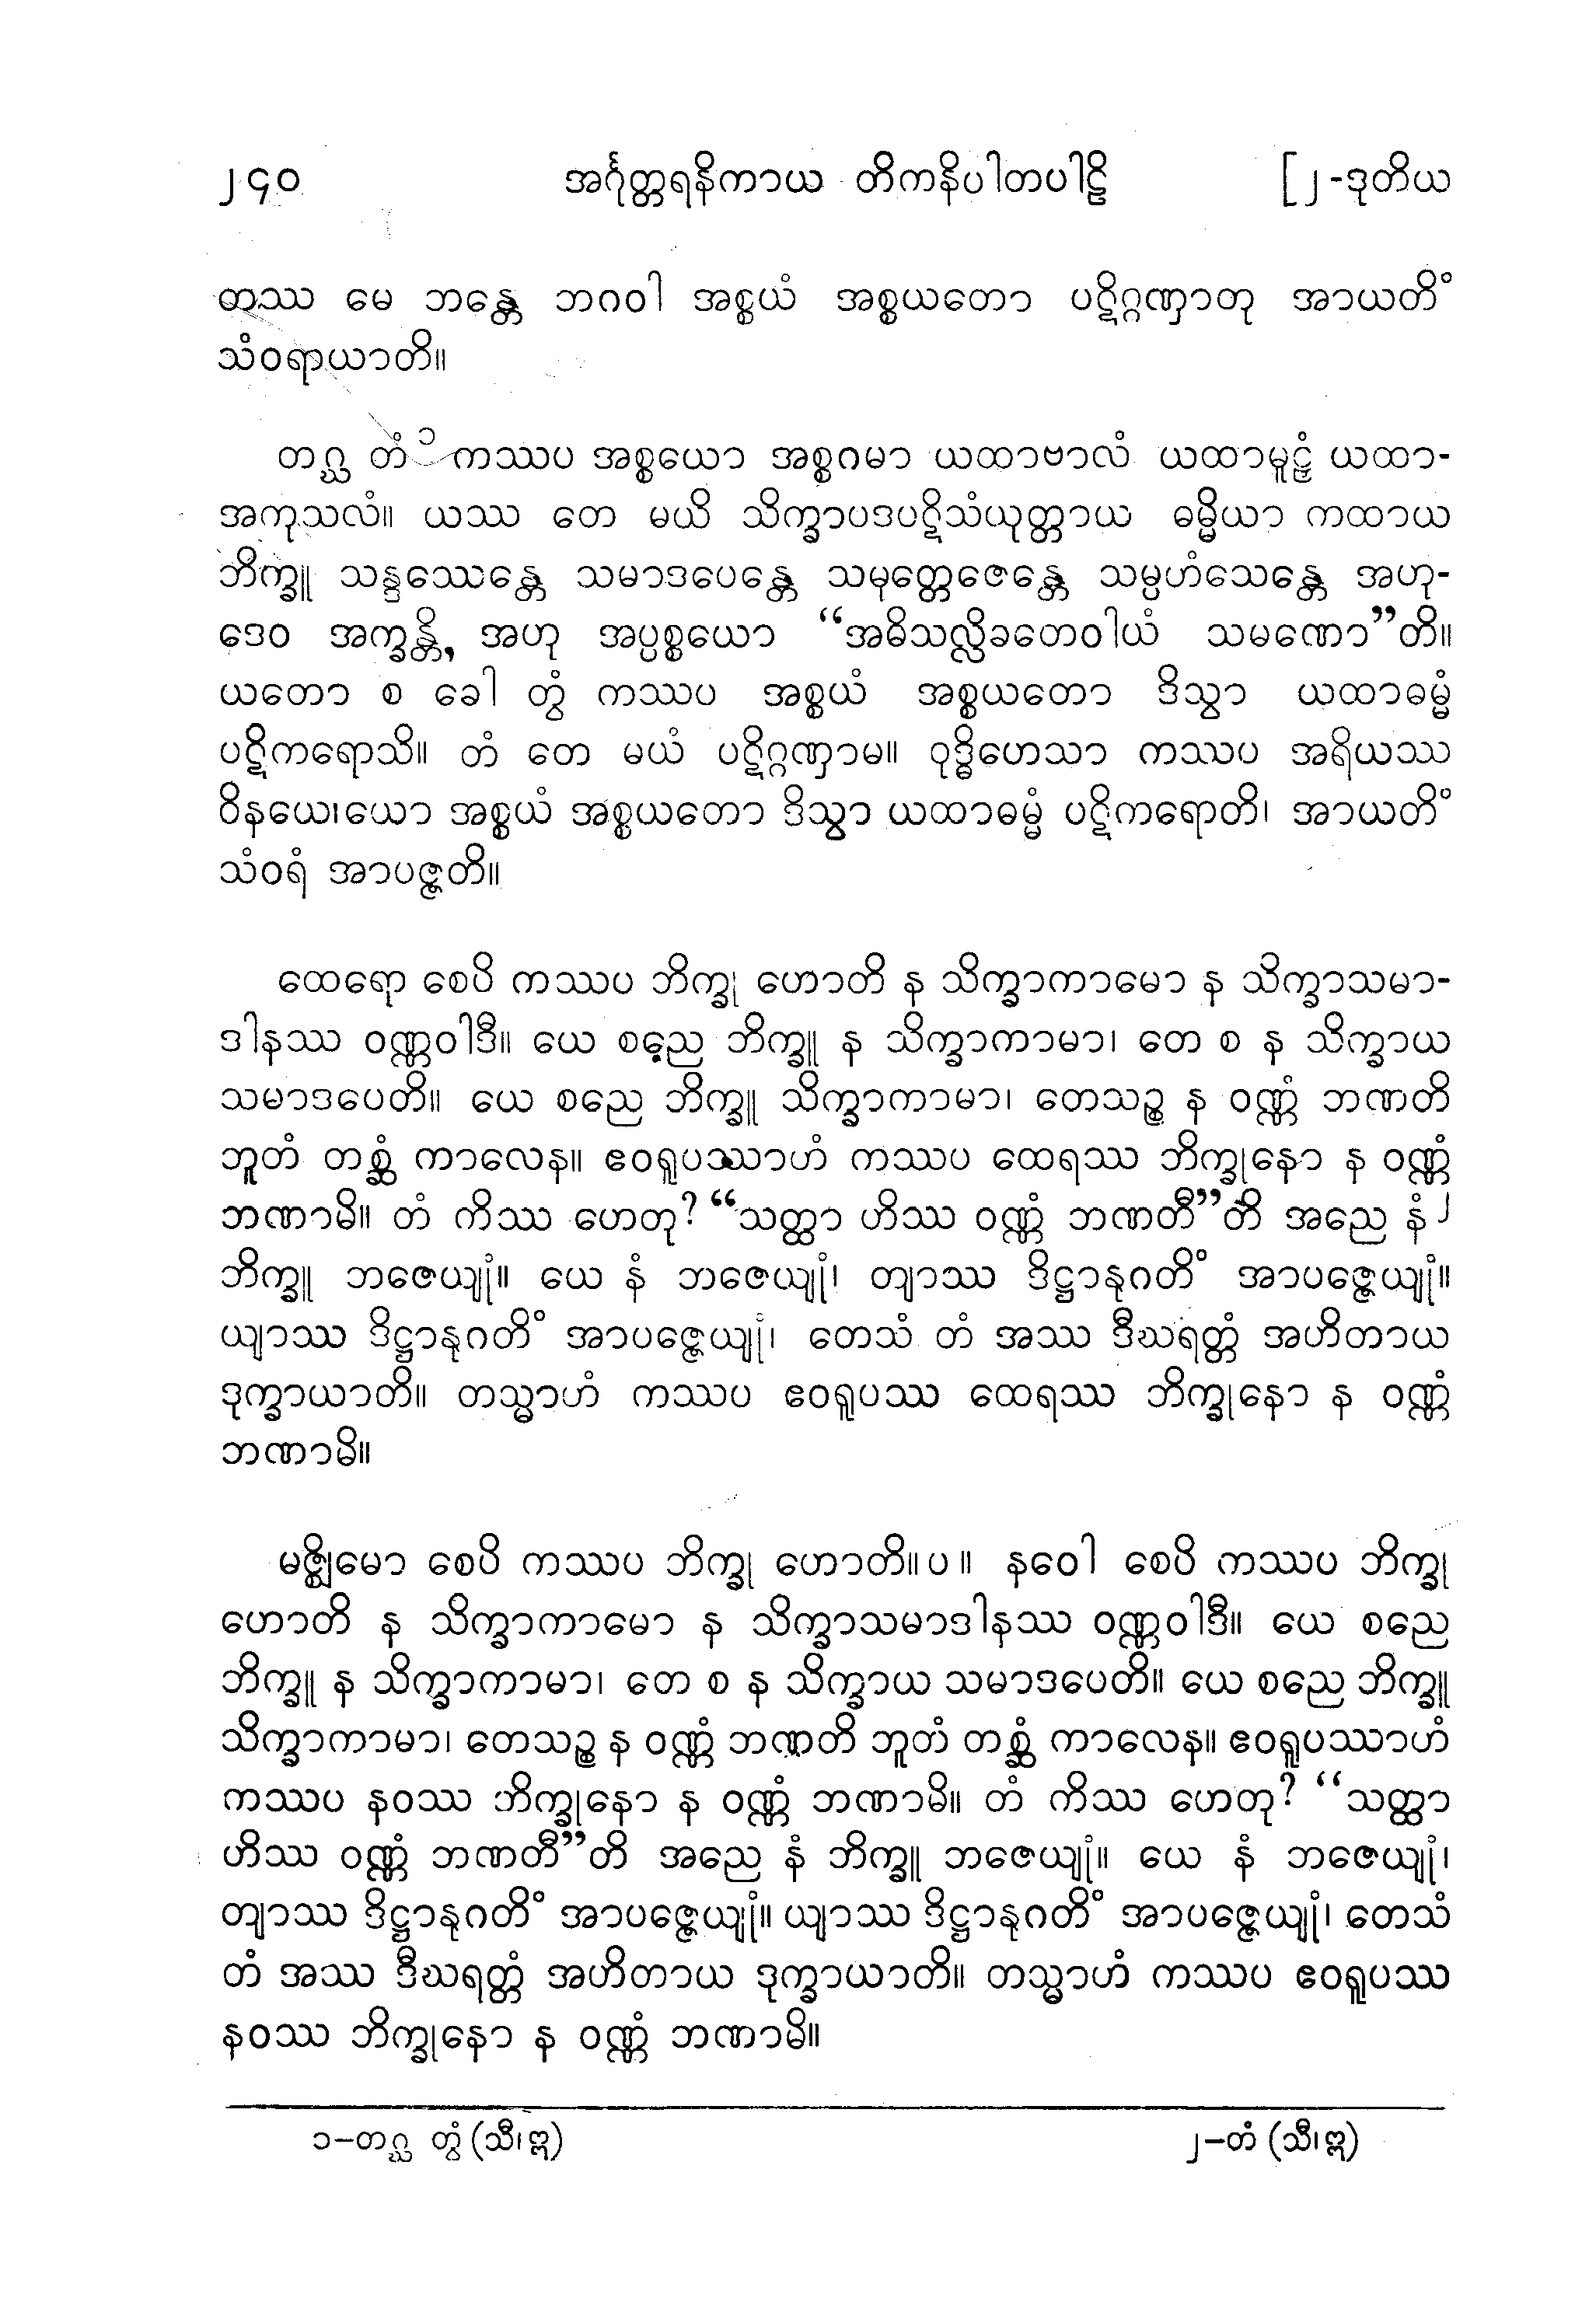 ၂၄၀ အင်္ဂုတ္တရနိကာယ တိကနိပါတပါဠိ [၂-ဒုတိယ
တဿ မေ ဘန္တေ ဘဂဝါ အစ္စယံ အစ္စယတော ပဋိဂ္ဂဏှာတု အာယတိံ
သံဝရာယာတိ။
တဂ္ဃ တံ၁ ကဿပ အစ္စယော အစ္စဂမာ ယထာဗာလံ ယထာမူဠှံ ယထာ-
အကုသလံ။ ယဿ တေ မယိ သိက္ခာပဒပဋိသံယုတ္တာယ ဓမ္မိယာ ကထာယ
ဘိက္ခူ သန္ဒဿေန္တေ သမာဒပေန္တေ သမုတ္တေဇေန္တေ သမ္ပဟံသေန္တေ အဟု-
ဒေဝ အက္ခန္တိ, အဟု အပ္ပစ္စယော “အဓိသလ္လိခတေဝါယံ သမဏော”တိ။
ယတော စ ခေါ တွံ ကဿပ အစ္စယံ အစ္စယတော ဒိသွာ ယထာဓမ္မံ
ပဋိကရောသိ။ တံ တေ မယံ ပဋိဂ္ဂဏှာမ။ ဝုဒ္ဓိဟေသာ ကဿပ အရိယဿ
ဝိနယေ၊ယော အစ္စယံ အစ္စယတော ဒိသွာ ယထာဓမ္မံ ပဋိကရောတိ၊ အာယတိံ
သံဝရံ အာပဇ္ဇတိ။
ထေရော စေပိ ကဿပ ဘိက္ခု ဟောတိ န သိက္ခာကာမော န သိက္ခာသမာ-
ဒါနဿ ဝဏ္ဏဝါဒီ။ ယေ စညေ ဘိက္ခူ န သိက္ခာကာမာ၊ တေ စ န သိက္ခာယ
သမာဒပေတိ။ ယေ စညေ ဘိက္ခူ သိက္ခာကာမာ၊ တေသဉ္စ န ဝဏ္ဏံ ဘဏတိ
ဘူတံ တစ္ဆံ ကာလေန။ ဧဝရူပဿာဟံ ကဿပ ထေရဿ ဘိက္ခုနော န ဝဏ္ဏံ
ဘဏာမိ။ တံ ကိဿ ဟေတု? “သတ္ထာ ဟိဿ ဝဏ္ဏံ ဘဏတီ”တိ အညေ နံ၂
ဘိက္ခူ ဘဇေယျုံ။ ယေ နံ ဘဇေယျုံ၊ တျာဿ ဒိဋ္ဌာနုဂတိံ အာပဇ္ဇေယျုံ။
ယျာဿ ဒိဋ္ဌာနုဂတိံ အာပဇ္ဇေယျုံ၊ တေသံ တံ အဿ ဒီဃရတ္တံ အဟိတာယ
ဒုက္ခာယာတိ။ တသ္မာဟံ ကဿပ ဧဝရူပဿ ထေရဿ ဘိက္ခုနော န ဝဏ္ဏံ
ဘဏာမိ။
မဇ္ဈိမော စေပိ ကဿပ ဘိက္ခု ဟောတိ။ပ။ နဝေါ စေပိ ကဿပ ဘိက္ခု
ဟောတိ န သိက္ခာကာမော န သိက္ခာသမာဒါနဿ ဝဏ္ဏဝါဒီ။ ယေ စညေ
ဘိက္ခူ န သိက္ခာကာမာ၊ တေ စ န သိက္ခာယ သမာဒပေတိ။ ယေ စညေ ဘိက္ခူ
သိက္ခာကာမာ၊ တေသဉ္စ န ဝဏ္ဏံ ဘဏတိ ဘူတံ တစ္ဆံ ကာလေန။ ဧဝရူပဿာဟံ
ကဿပ နဝဿ ဘိက္ခုနော န ဝဏ္ဏံ ဘဏာမိ။ တံ ကိဿ ဟေတု? “သတ္ထာ
ဟိဿ ဝဏ္ဏံ ဘဏတီ”တိ အညေ နံ ဘိက္ခူ ဘဇေယျုံ။ ယေ နံ ဘဇေယျုံ၊
တျာဿ ဒိဋ္ဌာနုဂတိံ အာပဇ္ဇေယျုံ။ ယျာဿ ဒိဋ္ဌာနုဂတိံ အာပဇ္ဇေယျုံ၊ တေသံ
တံ အဿ ဒီဃရတ္တံ အဟိတာယ ဒုက္ခာယာတိ။ တသ္မာဟံ ကဿပ ဧဝရူပဿ
နဝဿ ဘိက္ခုနော န ဝဏ္ဏံ ဘဏာမိ။
၁–တဂ္ဃ တွံ (သီ၊ ဣ) ၂–တံ (သီ၊ ဣ)